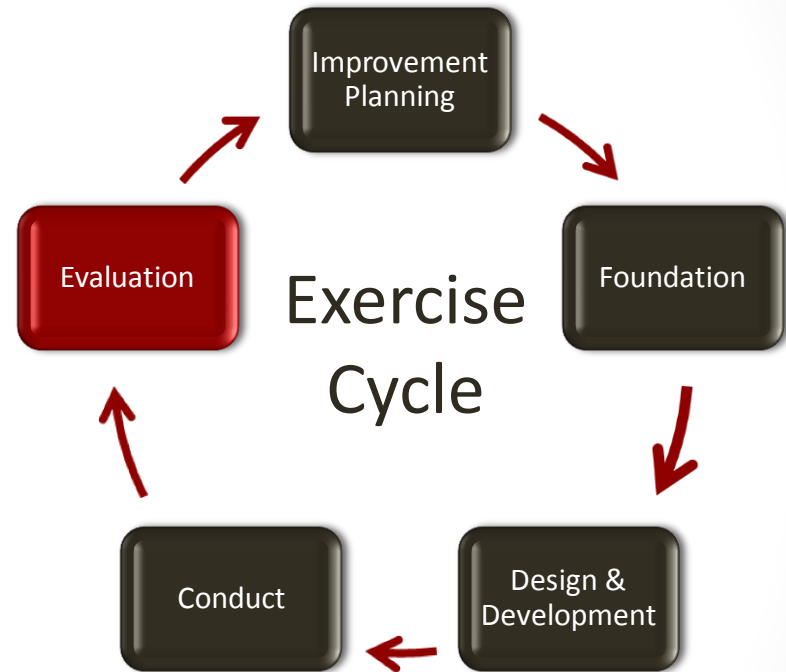 Improvement
Planning
Evaluation
Foundation
Exercise
Cycle
Conduct
Design &
Development